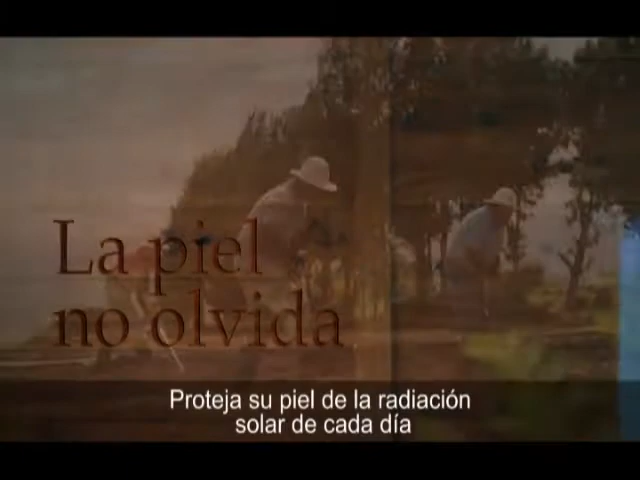 La piel
no olvida
Proteja su piel de la radiación
solar de cada día